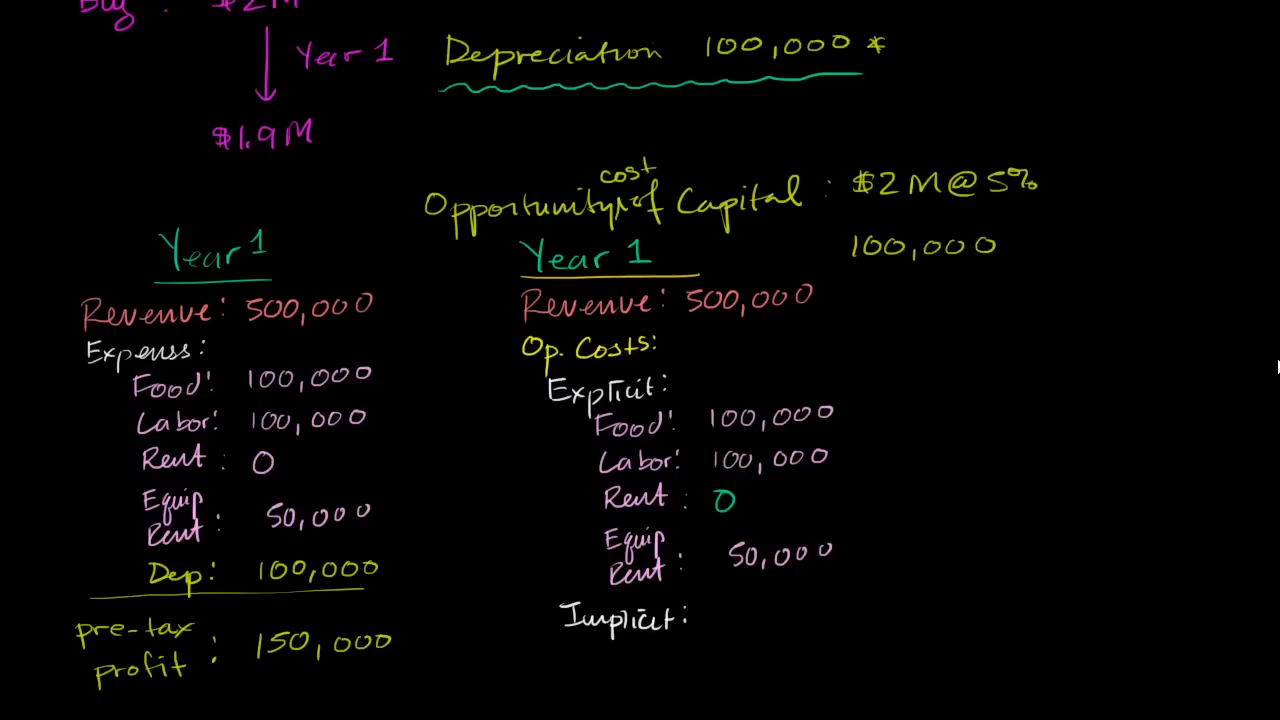 Buy : $2M
Year 1
Depreciation 100,000 *
$1.9M
Opportunity cost of Capital : $2M @ 5%
100,000
Year 1
Revenue: 500,000
Expenss:
Food: 100,000
Labor: 100,000
Rent : 0
Equip
Rent : 50,000
Dep: 100,000
pre-tax
profit : 150,000
Year 1
Revenue: 500,000
Op. Costs:
Explicit:
Food: 100,000
Labor: 100,000
Rent : 0
Equip
Rent : 50,000
Implicit: